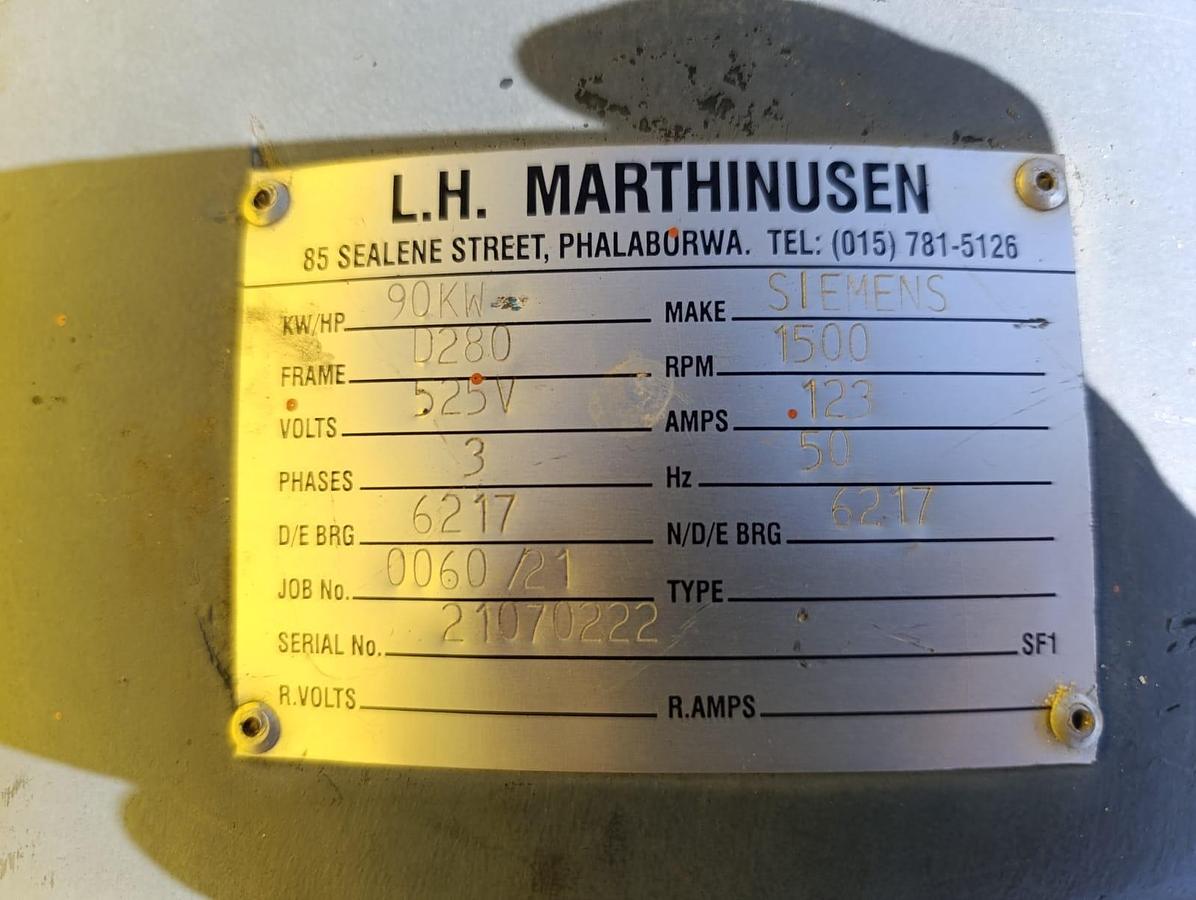 L.H. MARTHINUSEN
85 SEALENE STREET, PHALABORWA. TEL: (015) 781-5126
KW/HP 90KW MAKE SIEMENS
FRAME D280 RPM 1500
VOLTS 525V AMPS 123
PHASES 3 Hz 50
D/E BRG 6217 N/D/E BRG 6217
JOB No. 0060/21 TYPE
SERIAL No. 21070222 SF1
R.VOLTS R.AMPS